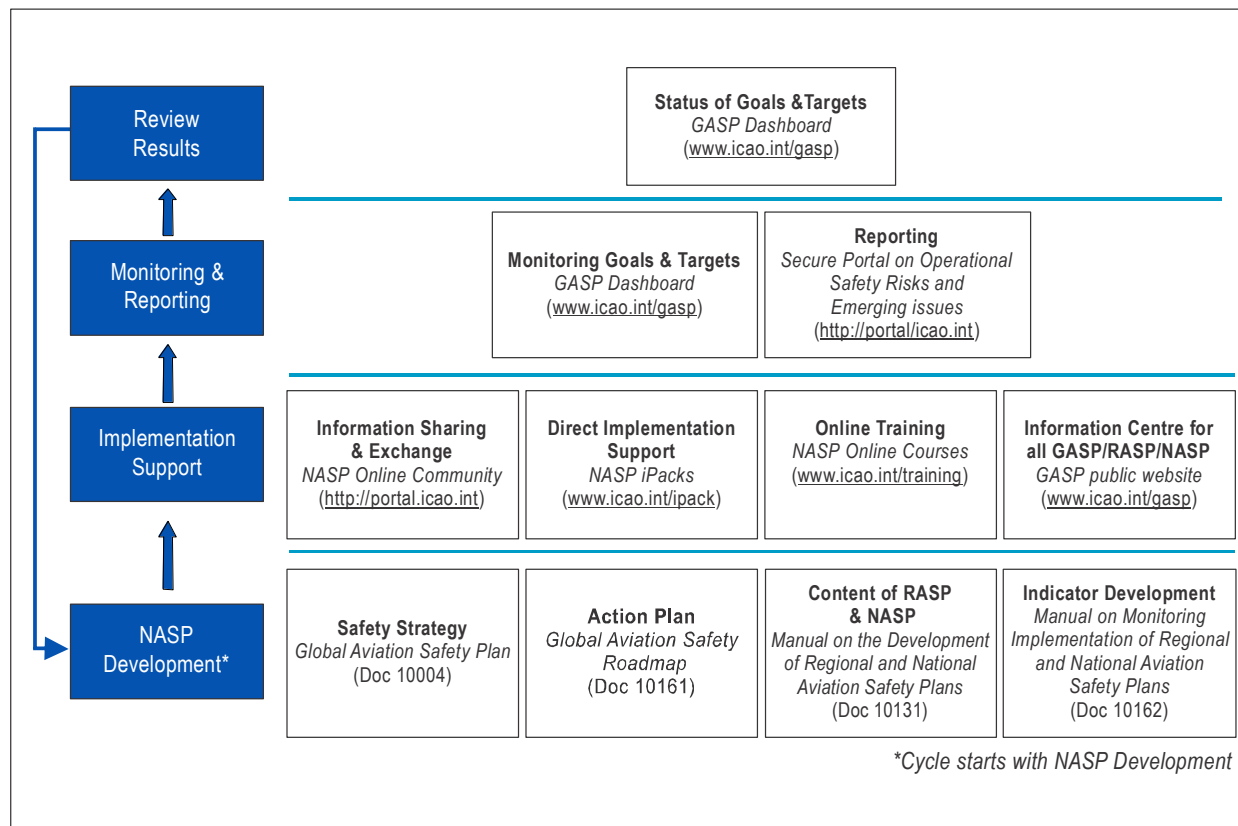 Review
Results
Status of Goals &Targets
GASP Dashboard
(www.icao.int/gasp)
Monitoring &
Reporting
Monitoring Goals & Targets
GASP Dashboard
(www.icao.int/gasp)
Reporting
Secure Portal on Operational
Safety Risks and
Emerging issues
(http://portal/icao.int)
Implementation
Support
Information Sharing
& Exchange
NASP Online Community
(http://portal.icao.int)
Direct Implementation
Support
NASP iPacks
(www.icao.int/ipack)
Online Training
NASP Online Courses
(www.icao.int/training)
Information Centre for
all GASP/RASP/NASP
GASP public website
(www.icao.int/gasp)
NASP
Development*
Safety Strategy
Global Aviation Safety Plan
(Doc 10004)
Action Plan
Global Aviation Safety
Roadmap
(Doc 10161)
Content of RASP
& NASP
Manual on the Development
of Regional and National
Aviation Safety Plans
(Doc 10131)
Indicator Development
Manual on Monitoring
Implementation of Regional
and National Aviation
Safety Plans
(Doc 10162)
*Cycle starts with NASP Development